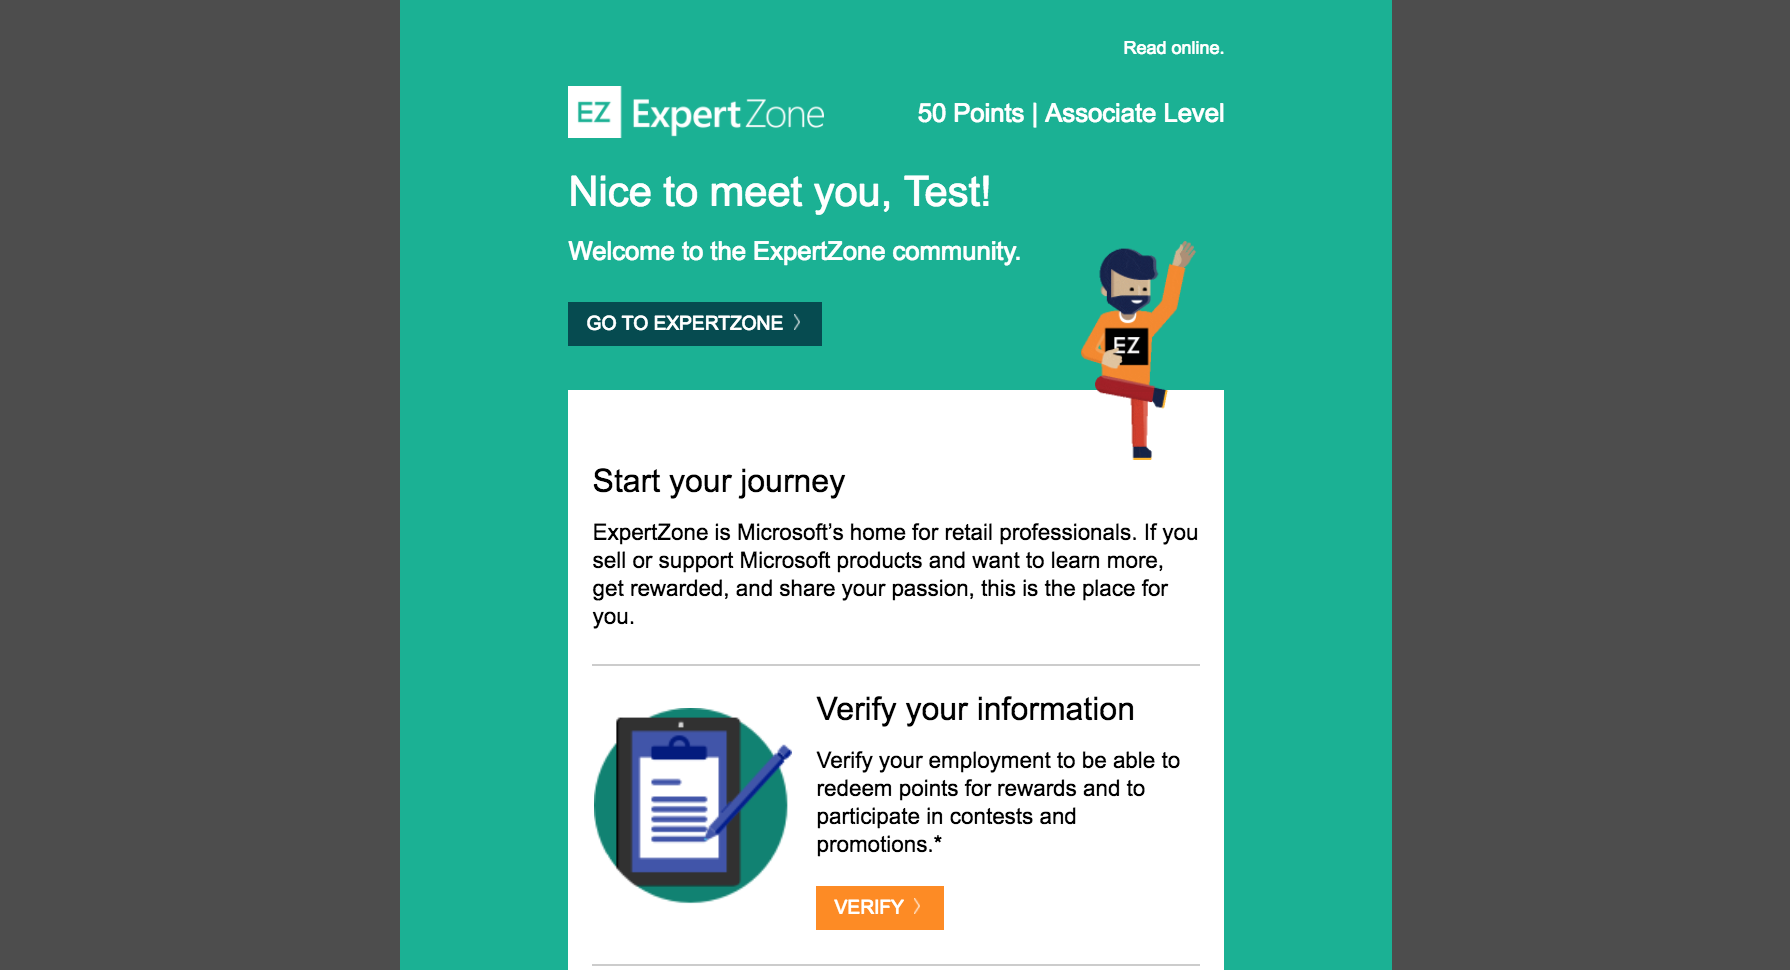 Read online.
EZ ExpertZone
50 Points | Associate Level
Nice to meet you, Test!
Welcome to the ExpertZone community.
GO TO EXPERTZONE 〉
EZ
Start your journey
ExpertZone is Microsoft’s home for retail professionals. If you
sell or support Microsoft products and want to learn more,
get rewarded, and share your passion, this is the place for
you.
Verify your information
Verify your employment to be able to
redeem points for rewards and to
participate in contests and
promotions.*
VERIFY 〉